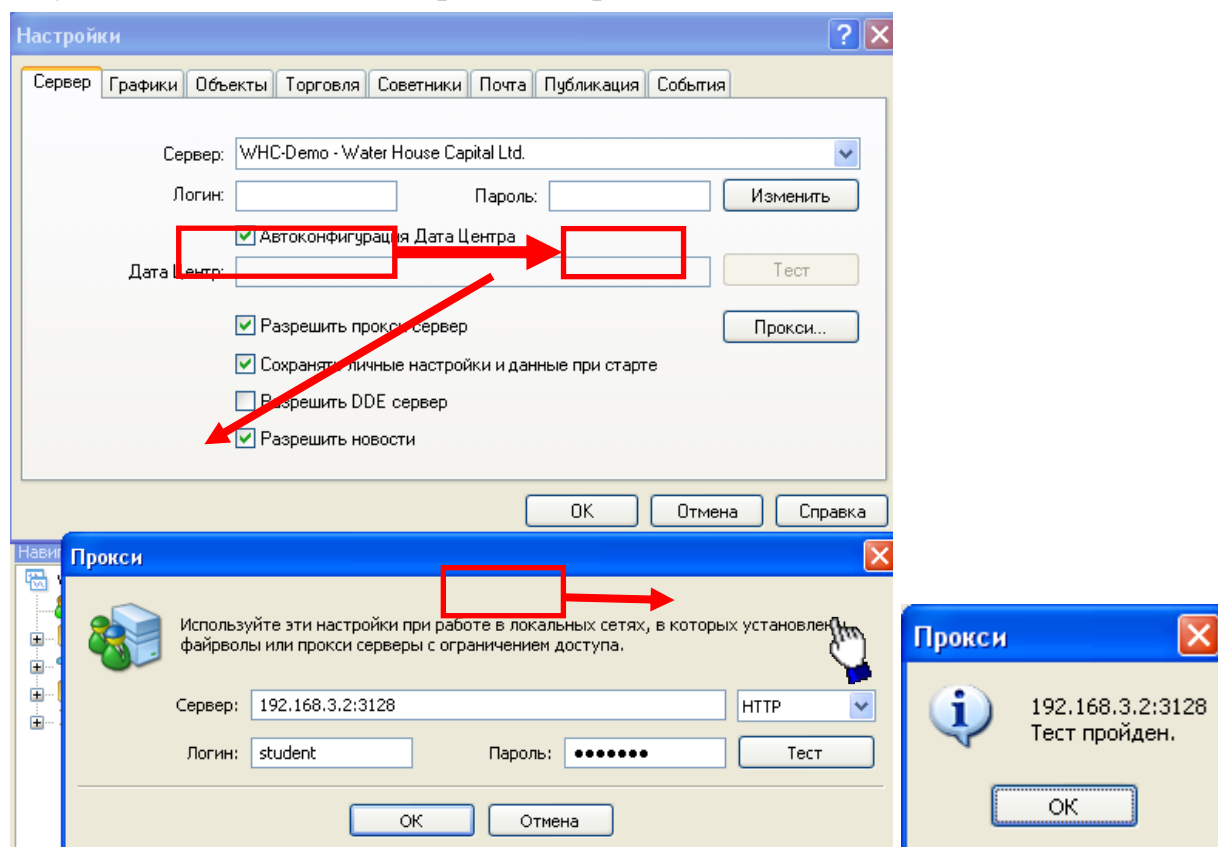 Настройки
Сервер Графики Объекты Торговля Советники Почта Публикация События
Сервер: WHC-Demo - Water House Capital Ltd.
Логин: Пароль: Изменить
Автоконфигурация Дата Центра
Дата Центр: Тест
Разрешить прокси сервер Прокси...
Сохранять личные настройки и данные при старте
Разрешить DDE сервер
Разрешить новости
OK Отмена Справка
Прокси
Используйте эти настройки при работе в локальных сетях, в которых установлены
файрволы или прокси серверы с ограничением доступа.
Сервер: 192.168.3.2:3128 HTTP
Логин: student Пароль: ●●●●●●● Тест
OK Отмена
Прокси
192.168.3.2:3128
Тест пройден.
OK